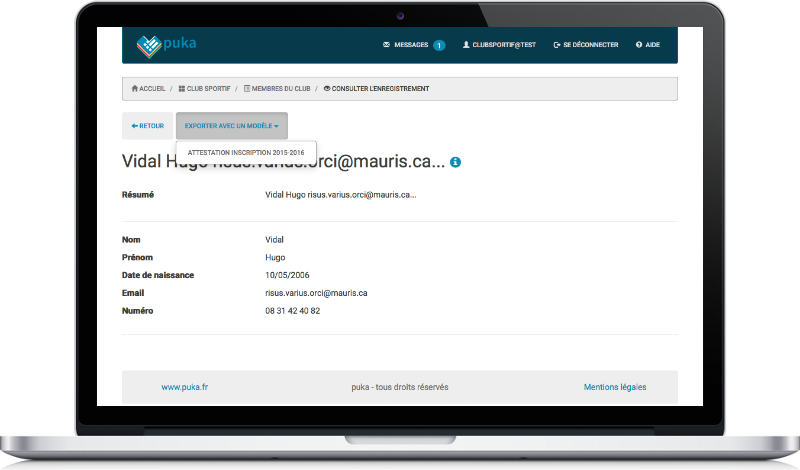 puka MESSAGES 1 CLUBSPORTIF@TEST SE DÉCONNECTER AIDE
ACCUEIL / CLUB SPORTIF / MEMBRES DU CLUB / CONSULTER L'ENREGISTREMENT
RETOUR EXPORTER AVEC UN MODÈLE
ATTESTATION INSCRIPTION 2015-2016
Vidal Hugo risus.varius.orci@mauris.ca...
Résumé Vidal Hugo risus.varius.orci@mauris.ca...
Nom Vidal
Prénom Hugo
Date de naissance 10/05/2006
Email risus.varius.orci@mauris.ca
Numéro 08 31 42 40 82
www.puka.fr puka - tous droits réservés Mentions légales